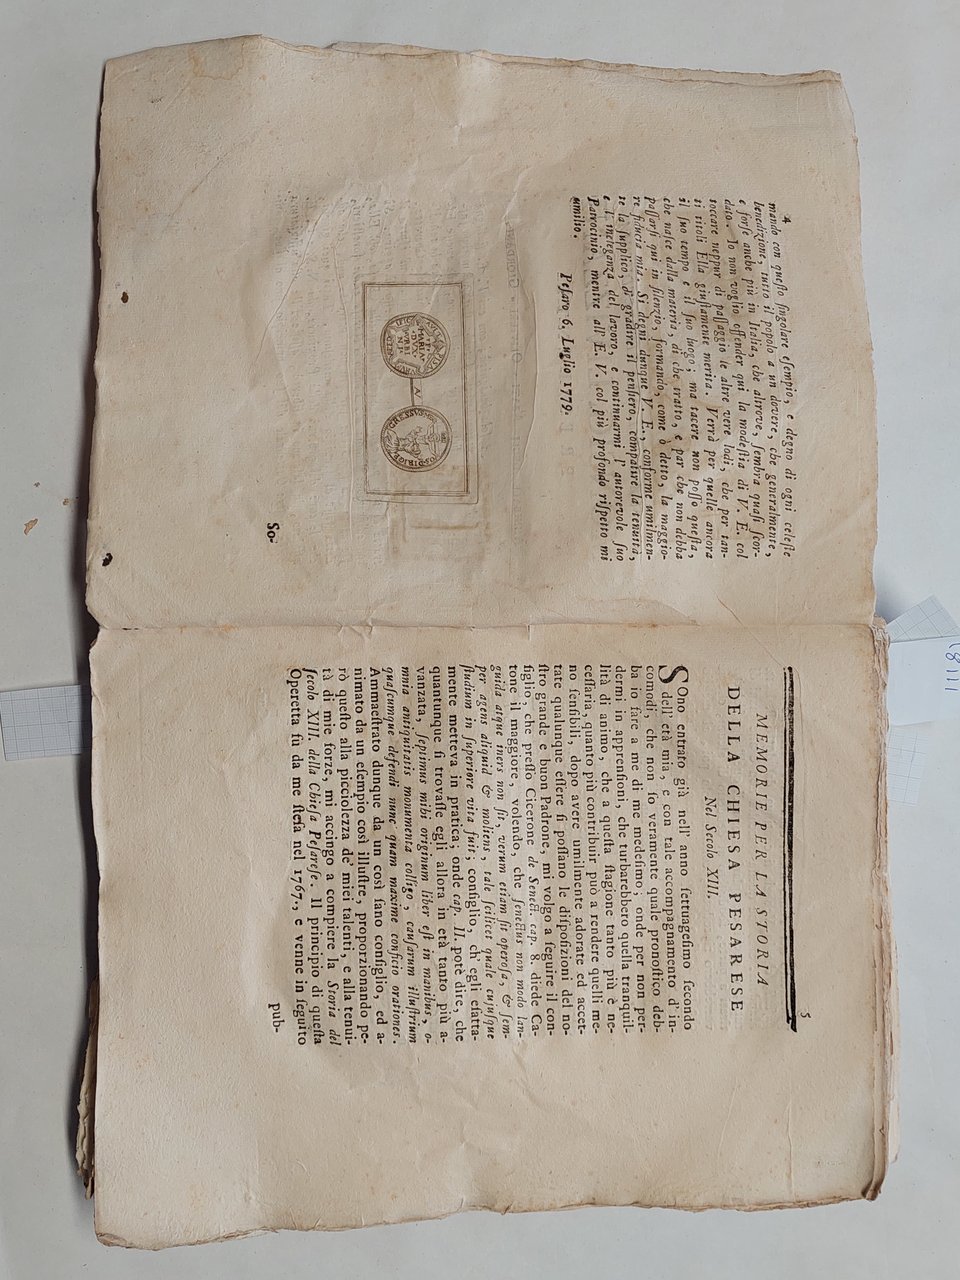 4
mando con queſto ſingolare eſempio, e degno di ogni celeſte
benedizione, tutto il popolo a un dovere, che generalmente,
e forſe anche più in Italia, che altrove, ſembra quaſi ſcor-
dato. Io non voglio offender qui la modeſtia di V. E. col
toccare neppur di paſſaggio le altre vere lodi, che per tan-
ti titoli Ella giuſtamente merita. Verrà per quelle ancora
il ſuo tempo e il ſuo luogo; ma tacere non poſſo queſta,
che naſce dalla materia, di che tratto, e par che non debba
paſſarſi qui in ſilenzio, formando, come ò detto, la maggio-
re fiducia mia. Si degni dunque V. E., conforme umilmen-
te la ſupplico, di gradire il penſiero, compatire la tenuità,
e l' ineleganza del lavoro, e continuarmi l' autorevole ſuo
Patrocinio, mentre all' E. V. col più profondo riſpetto mi
umilio.
Peſaro 6. Luglio 1779.
MARIA
DVX
VRBI
NI
GRESSVS
DIRIGE
So-
5
MEMORIE PER LA STORIA
DELLA CHIESA PESARESE
Nel Secolo XIII.
SOno entrato già nell' anno ſettuageſimo ſecondo
dell' età mia, e con tale accompagnamento d' in-
comodi, che non ſo veramente quale pronoſtico deb-
ba io fare a me di me medeſimo; onde per non per-
dermi in apprenſioni, che turbarebbero quella tranquil-
lità di animo, che a queſta ſtagione tanto più è ne-
ceſſaria, quanto più contribuir può a rendere quelli me-
no ſenſibili, dopo avere umilmente adorate ed accet-
tate qualunque eſſere ſi poſſano le diſpoſizioni del no-
ſtro grande e buon Padrone, mi volgo a ſeguire il con-
ſiglio, che preſſo Cicerone de Senect. cap. 8. diede Ca-
tone il maggiore, volendo, che ſenectus non modo lan-
guida atque iners non ſit, verum etiam ſit operoſa, & ſem-
per agens aliquid & moliens, tale ſcilicet quale cujuſque
ſtudium in ſuperiore vita fuit; conſiglio, ch' egli eſatta-
mente metteva in pratica; onde cap. 11. potè dire, che
quantunque ſi trovaſſe egli allora in età tanto più a-
vanzata, ſeptimus mihi originum liber eſt in manibus, o-
mnia antiquitatis monumenta colligo, cauſarum illuſtrium
quaſcumque defendi nunc quam maxime conficio orationes.
Ammaeſtrato dunque da un così ſano conſiglio, ed a-
nimato da un eſempio così illuſtre, proporzionando pe-
rò queſto alla picciolezza de' miei talenti, e alla tenui-
tà di mie forze, mi accingo a compiere la Storia del
ſecolo XIII. della Chieſa Peſareſe. Il principio di queſta
Operetta fù da me ſteſa nel 1767., e venne in ſeguito
pub-